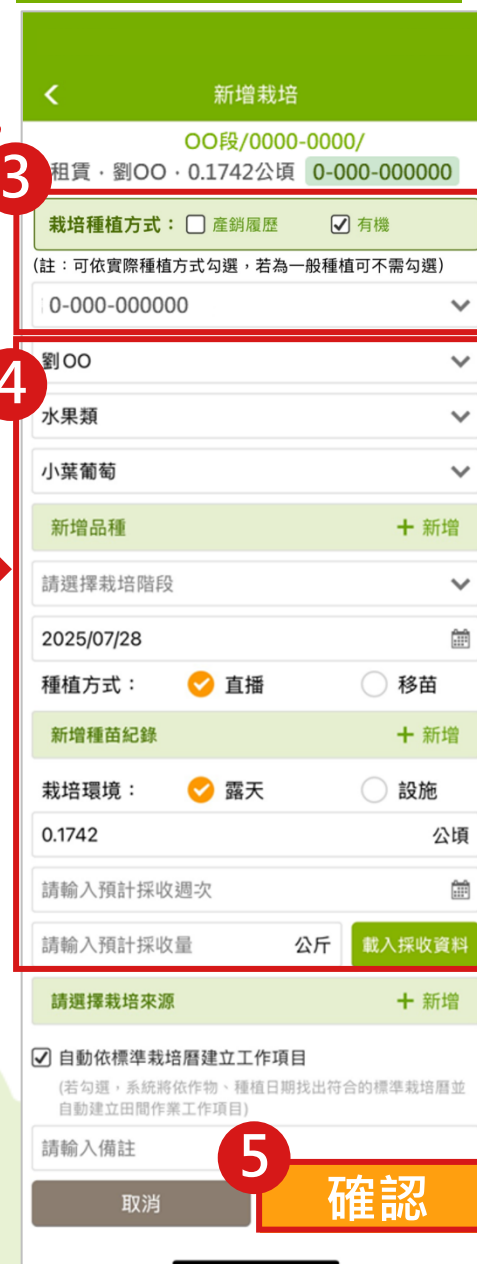 新增栽培
OO段/0000-0000/
3
租賃·劉OO·0.1742公頃 0-000-000000
栽培種植方式：產銷履歷 有機
(註：可依實際種植方式勾選，若為一般種植可不需勾選)
0-000-000000
4
劉OO
水果類
小葉葡萄
新增品種 + 新增
請選擇栽培階段
2025/07/28
種植方式： 直播 移苗
新增種苗紀錄 + 新增
栽培環境： 露天 設施
0.1742 公頃
請輸入預計採收週次
請輸入預計採收量 公斤 載入採收資料
請選擇栽培來源 + 新增
自動依標準栽培曆建立工作項目
(若勾選，系統將依作物、種植日期找出符合的標準栽培曆並
自動建立田間作業工作項目)
請輸入備註
5
取消 確認